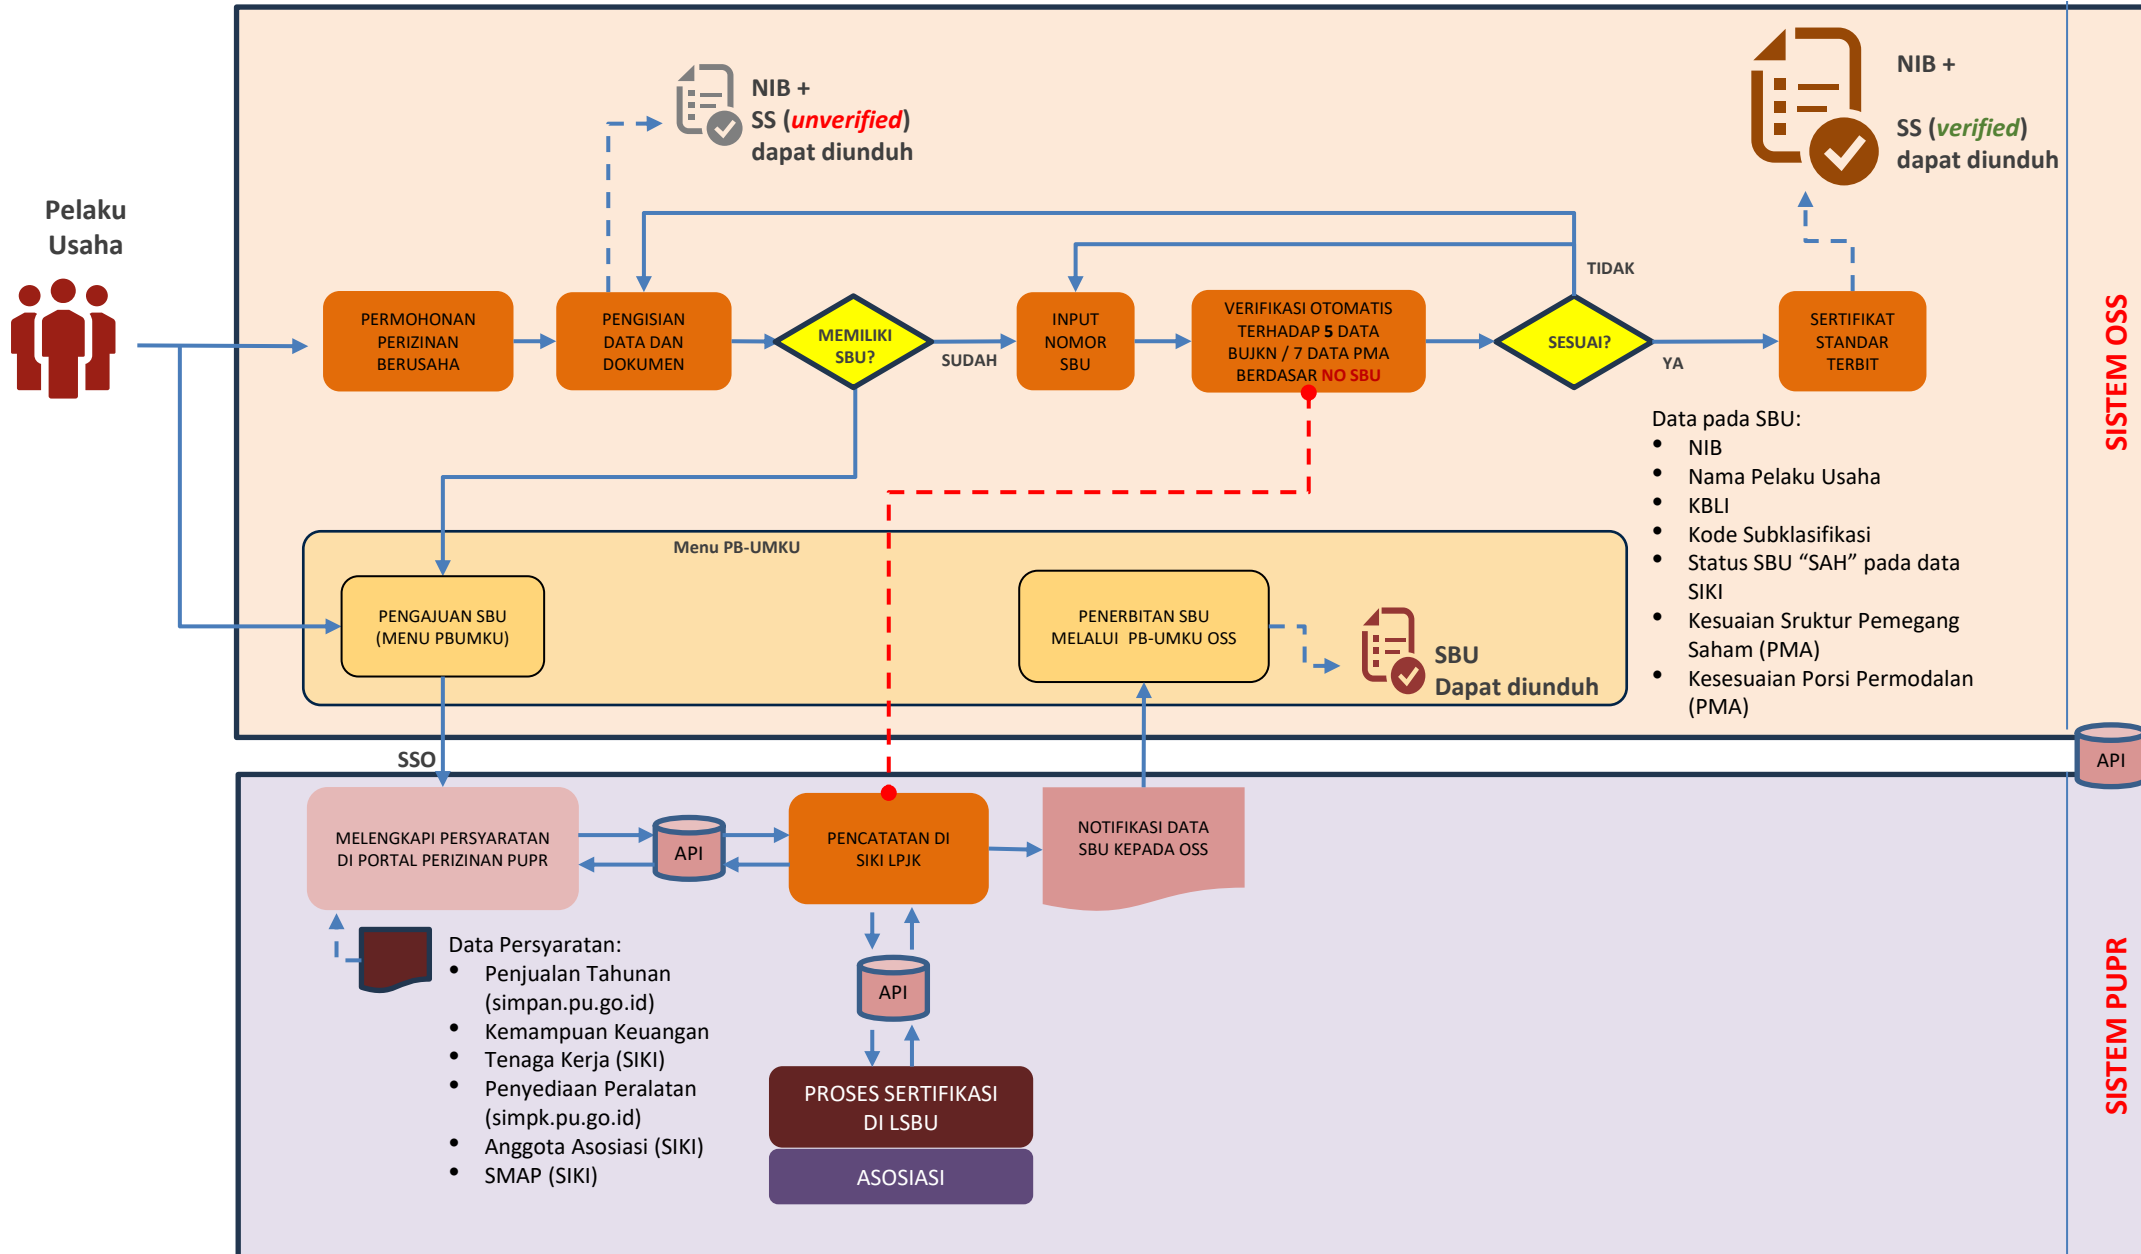 Pelaku
Usaha
NIB +
SS (unverified)
dapat diunduh
NIB +
SS (verified)
dapat diunduh
PERMOHONAN
PERIZINAN
BERUSAHA
PENGISIAN
DATA DAN
DOKUMEN
MEMILIKI
SBU?
SUDAH
INPUT
NOMOR
SBU
VERIFIKASI OTOMATIS
TERHADAP 5 DATA
BUJKN / 7 DATA PMA
BERDASAR NO SBU
SESUAI?
TIDAK
YA
SERTIFIKAT
STANDAR
TERBIT
SISTEM OSS
Data pada SBU:
• NIB
• Nama Pelaku Usaha
• KBLI
• Kode Subklasifikasi
• Status SBU “SAH” pada data
SIKI
• Kesuaian Sruktur Pemegang
Saham (PMA)
• Kesesuaian Porsi Permodalan
(PMA)
Menu PB-UMKU
PENGAJUAN SBU
(MENU PBUMKU)
PENERBITAN SBU
MELALUI PB-UMKU OSS
SBU
Dapat diunduh
SSO
API
MELENGKAPI PERSYARATAN
DI PORTAL PERIZINAN PUPR
API
PENCATATAN DI
SIKI LPJK
NOTIFIKASI DATA
SBU KEPADA OSS
Data Persyaratan:
• Penjualan Tahunan
(simpan.pu.go.id)
• Kemampuan Keuangan
• Tenaga Kerja (SIKI)
• Penyediaan Peralatan
(simpk.pu.go.id)
• Anggota Asosiasi (SIKI)
• SMAP (SIKI)
API
PROSES SERTIFIKASI
DI LSBU
ASOSIASI
SISTEM PUPR